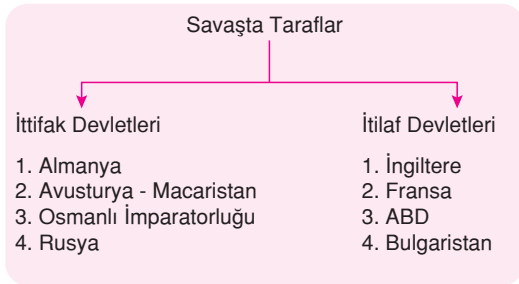 Savaşta Taraflar
İttifak Devletleri
1. Almanya
2. Avusturya - Macaristan
3. Osmanlı İmparatorluğu
4. Rusya
İtilaf Devletleri
1. İngiltere
2. Fransa
3. ABD
4. Bulgaristan